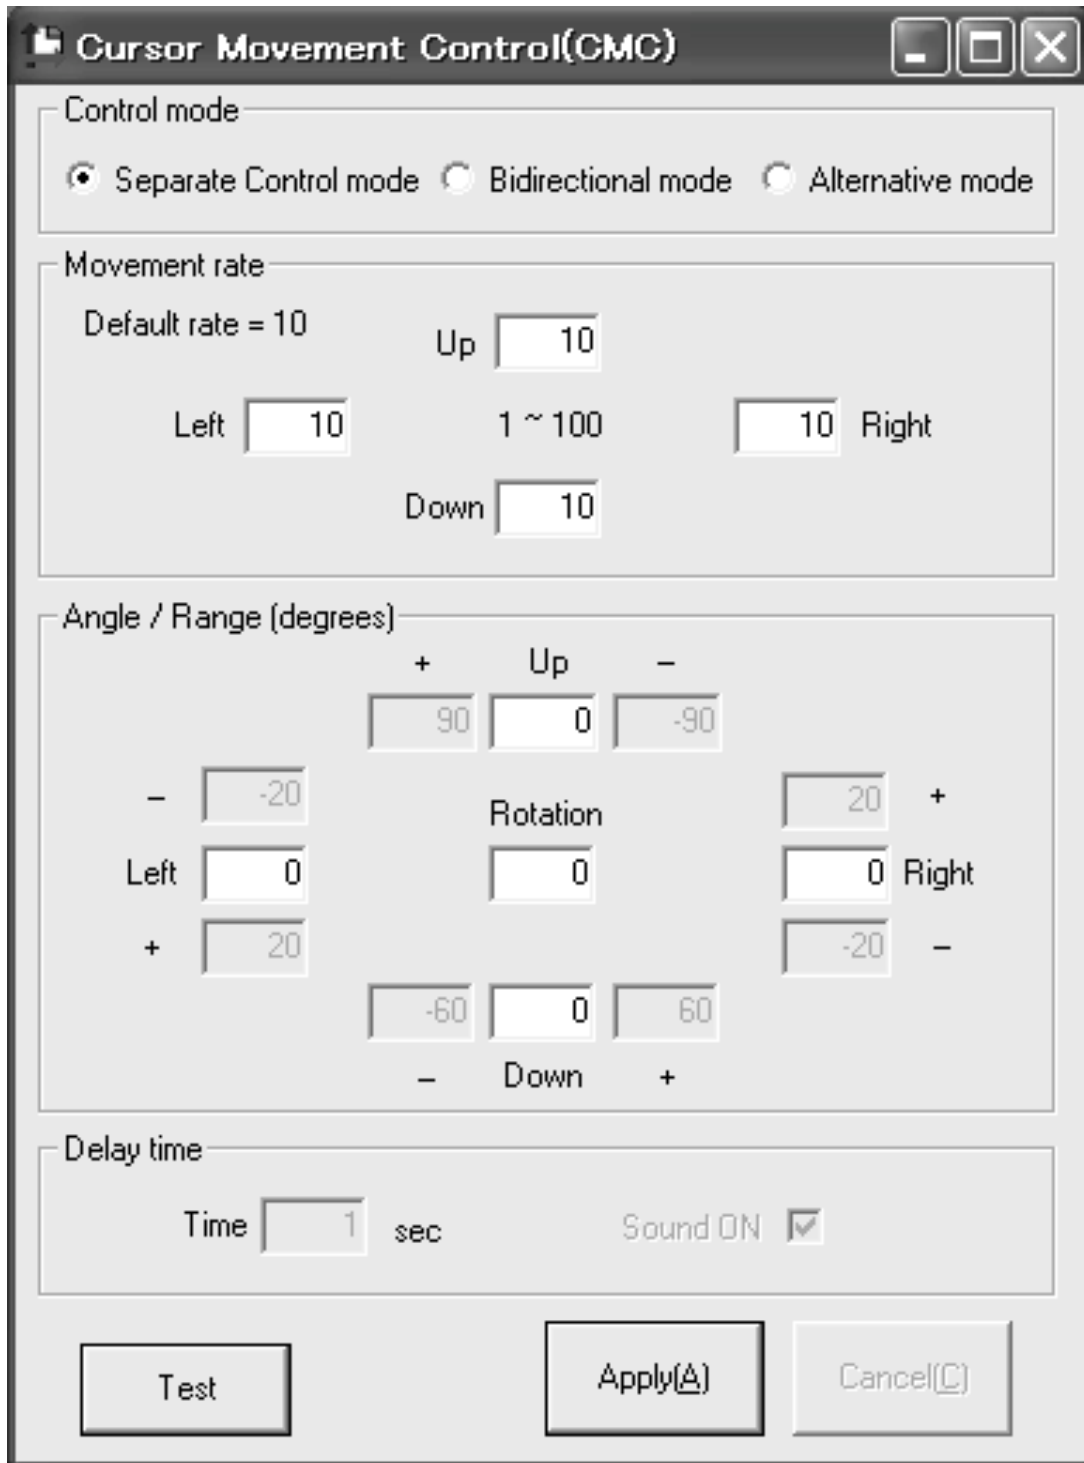 Cursor Movement Control(CMC)
Control mode
Separate Control mode Bidirectional mode Alternative mode
Movement rate
Default rate = 10
Up 10
Left 10 1 ~ 100 10 Right
Down 10
Angle / Range (degrees)
+ Up –
90 0 -90
– -20 20 +
Rotation
Left 0 0 0 Right
+ 20 -20 –
-60 0 60
– Down +
Delay time
Time 1 sec Sound ON
Test Apply(A) Cancel(C)